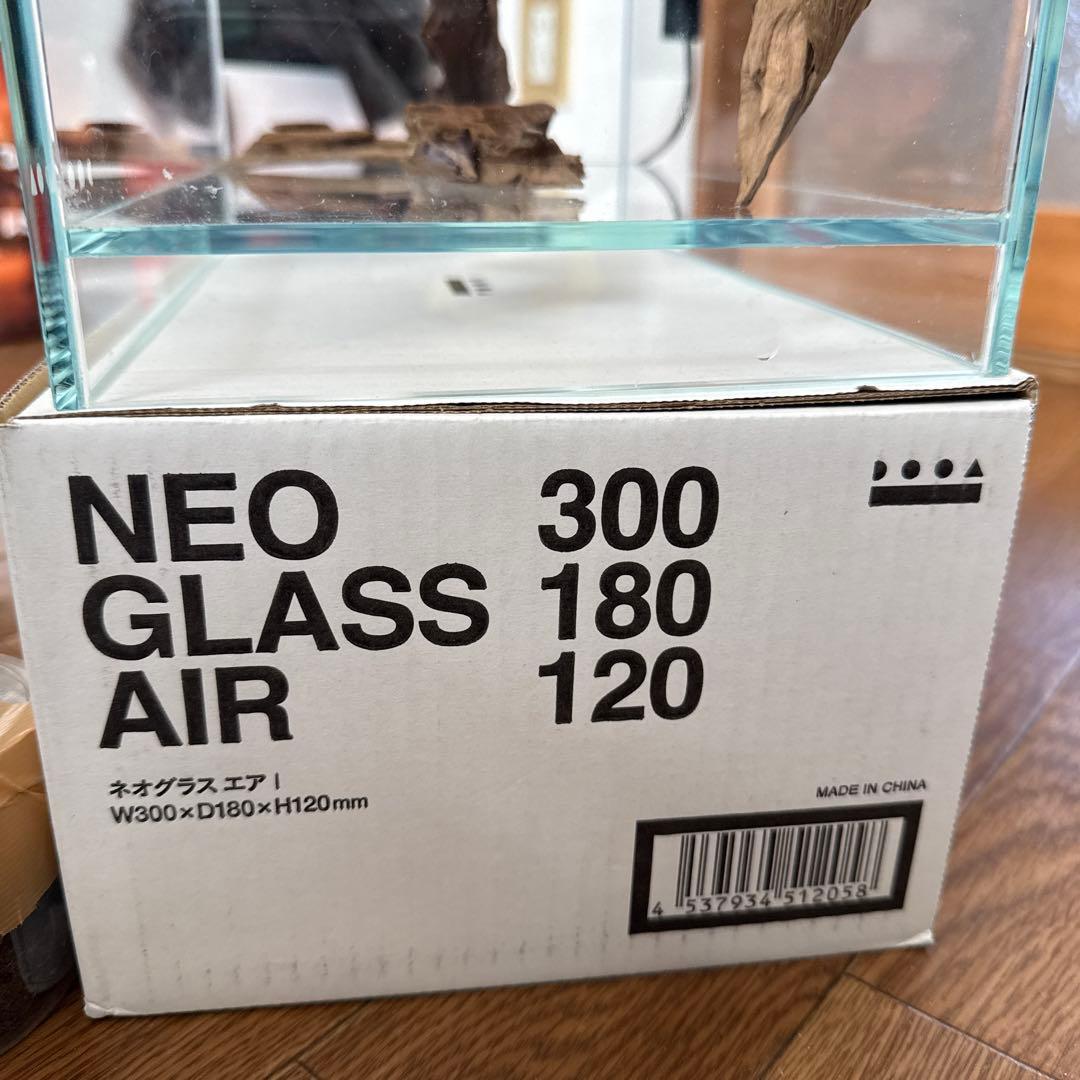 NEO 300
GLASS 180
AIR 120
DOOA
ネオグラス エア |
W300×D180×H120mm
MADE IN CHINA
4 537934 512058